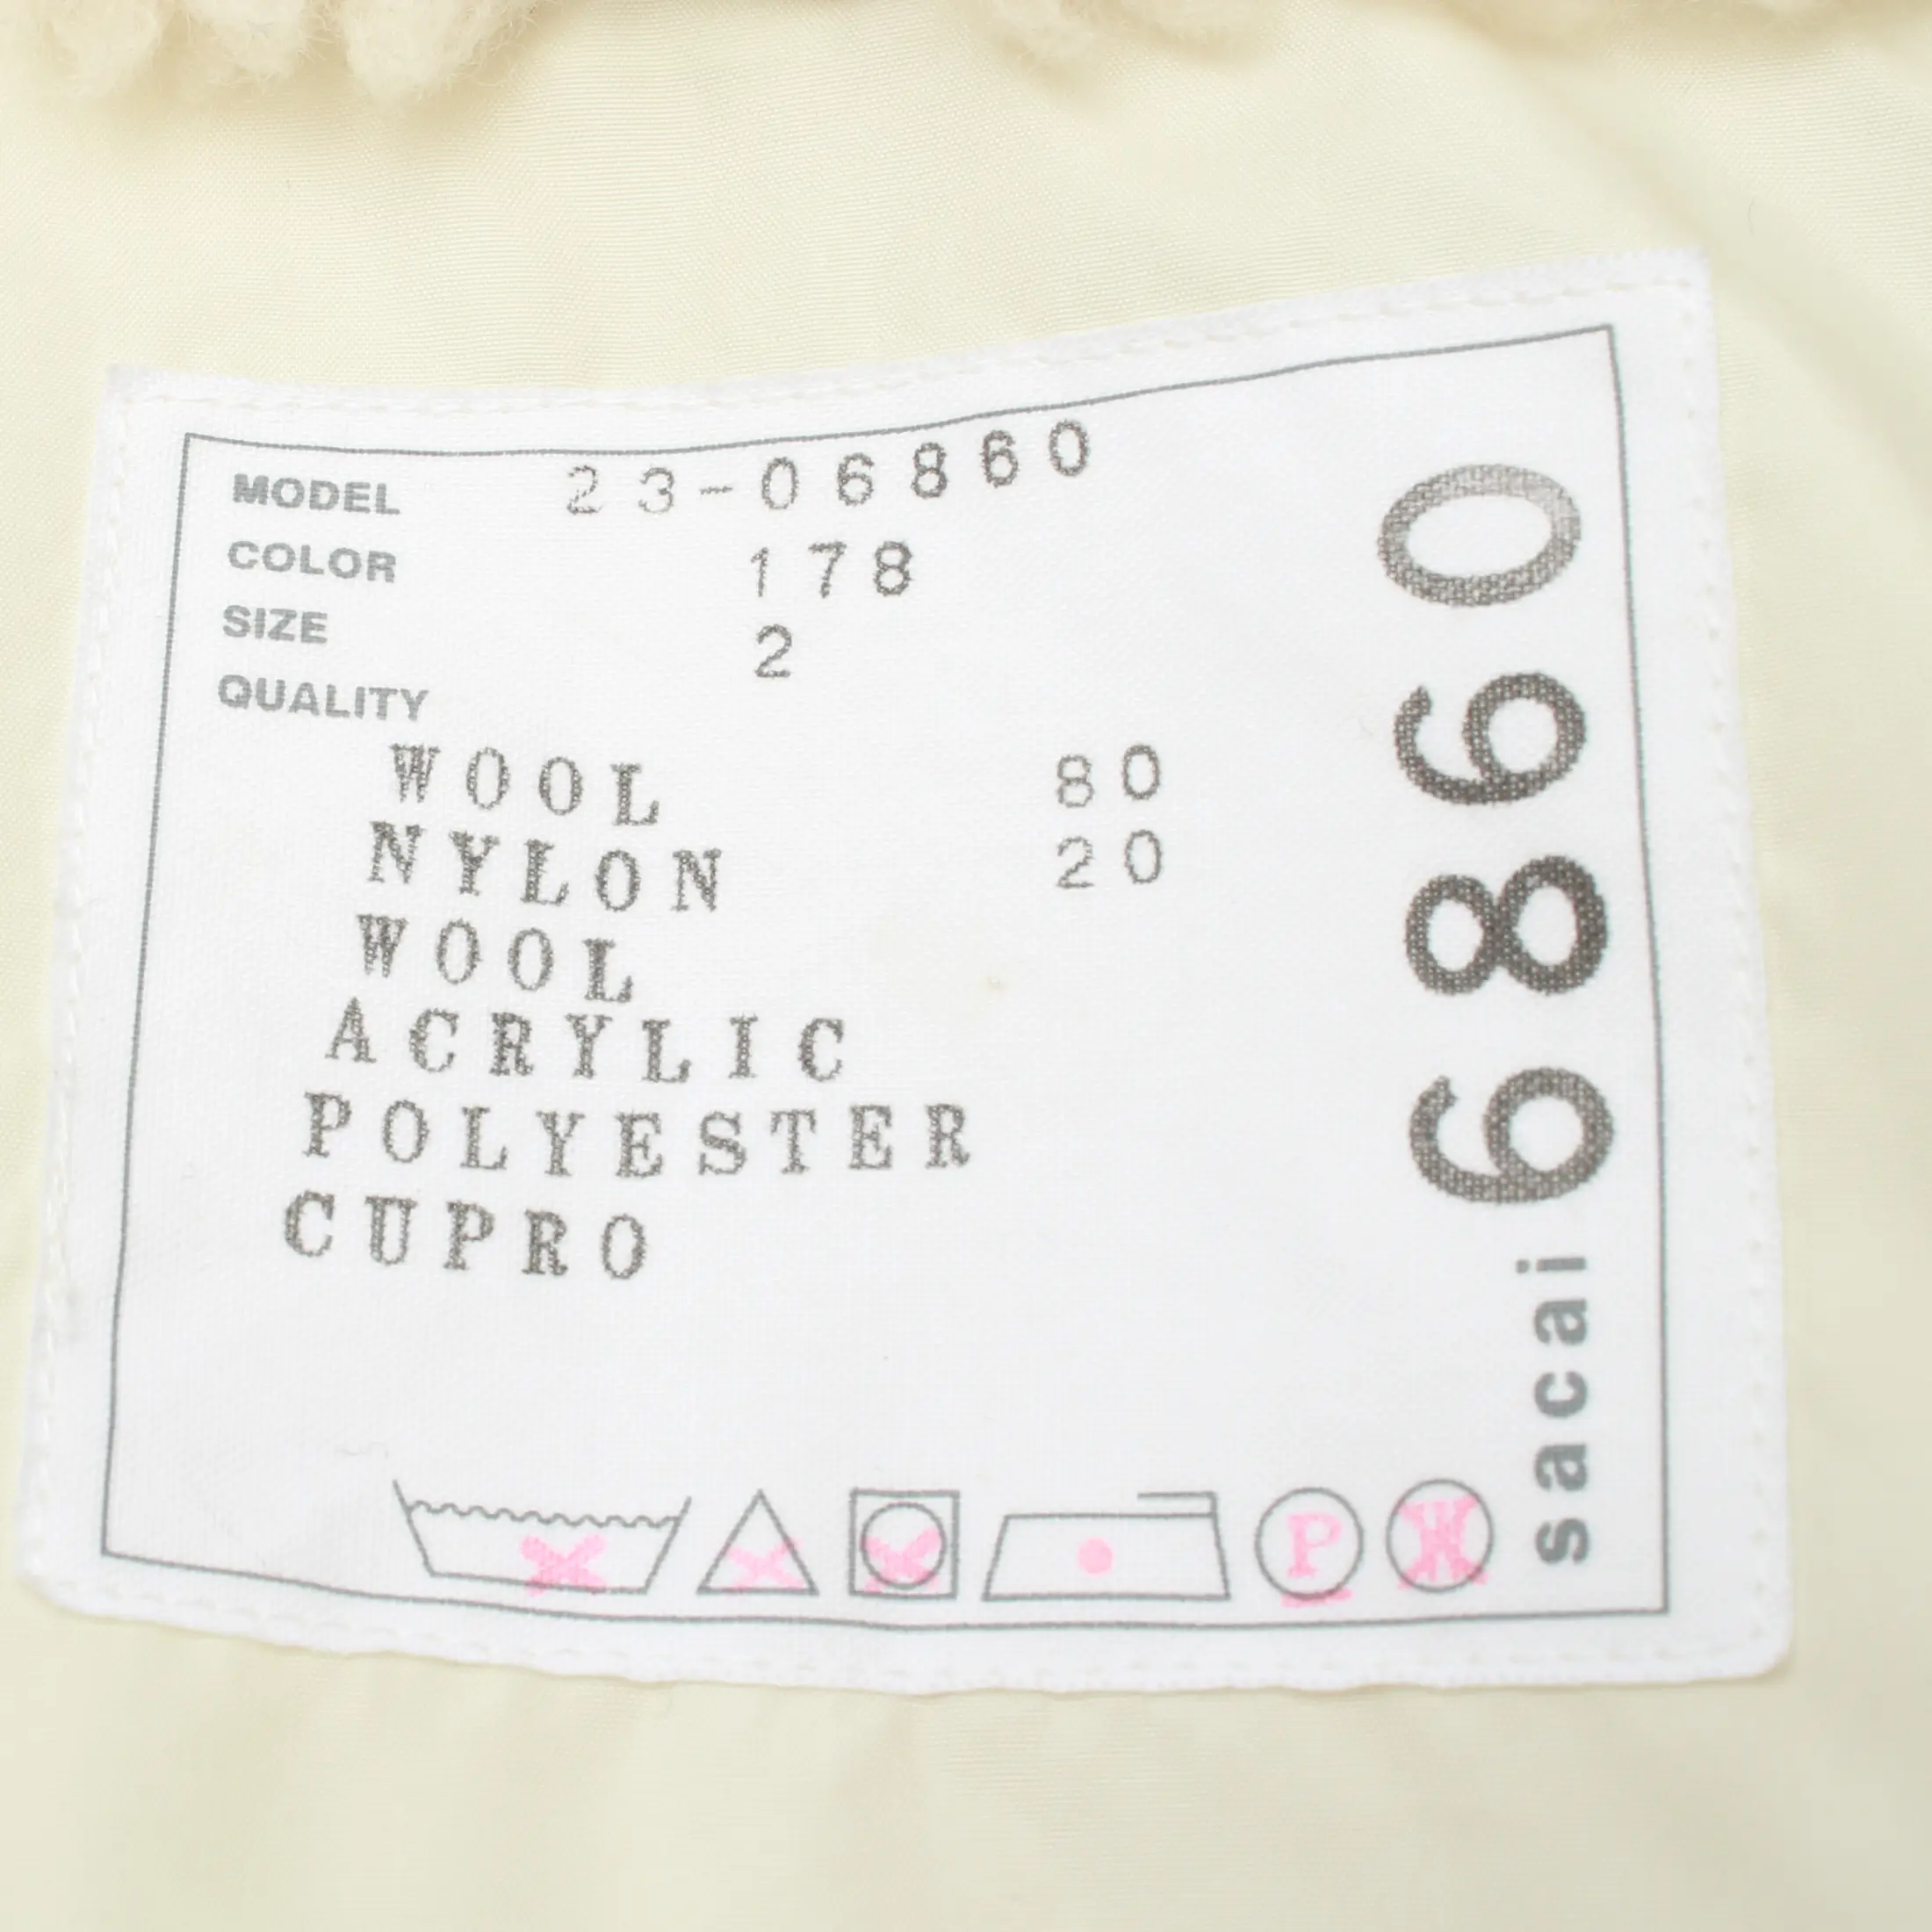 MODEL 23-06860
COLOR 178
SIZE 2
QUALITY
WOOL 80
NYLON 20
WOOL
ACRYLIC
POLYESTER
CUPRO
P W
sacai 6860